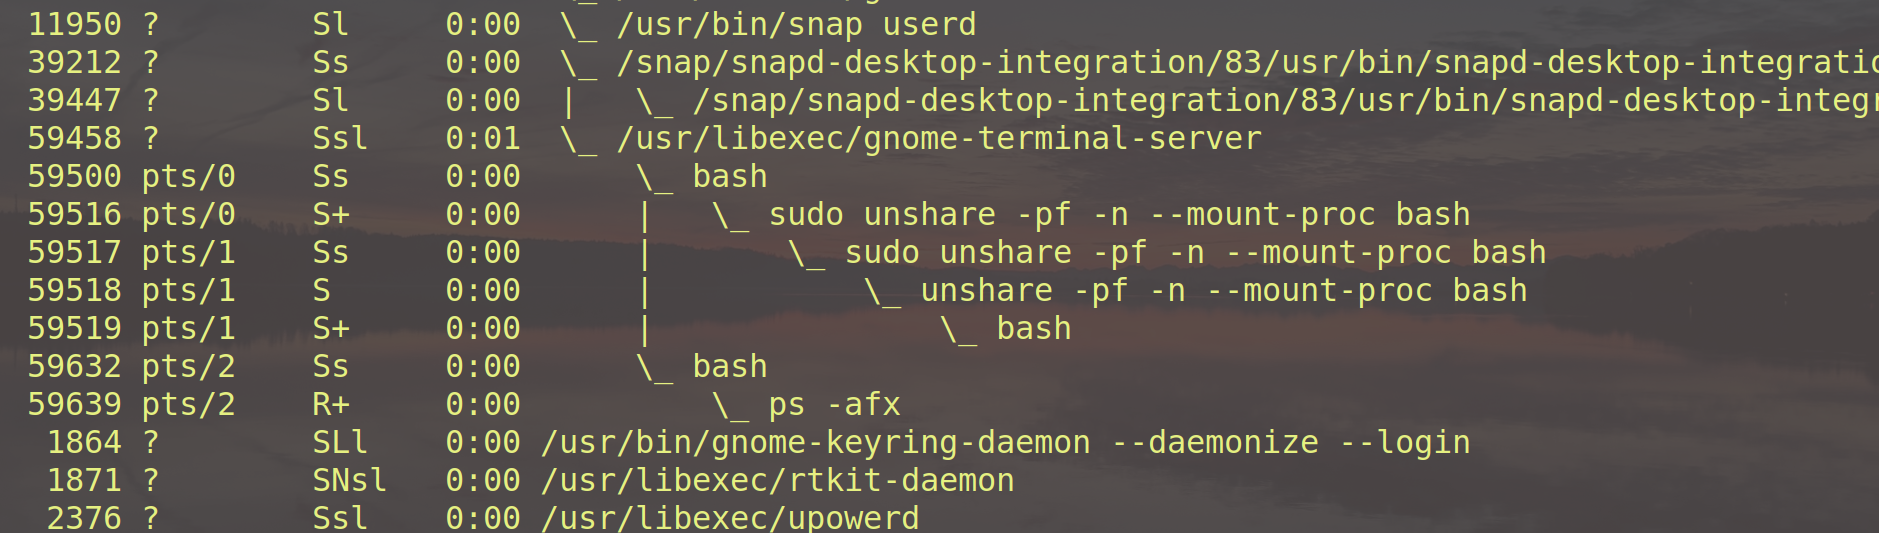 11950 ?        Sl     0:00  \_ /usr/bin/snap userd
39212 ?        Ss     0:00  \_ /snap/snapd-desktop-integration/83/usr/bin/snapd-desktop-integratio
39447 ?        Sl     0:00  |   \_ /snap/snapd-desktop-integration/83/usr/bin/snapd-desktop-integr
59458 ?        Ssl    0:01  \_ /usr/libexec/gnome-terminal-server
59500 pts/0    Ss     0:00      \_ bash
59516 pts/0    S+     0:00      |   \_ sudo unshare -pf -n --mount-proc bash
59517 pts/1    Ss     0:00      |       \_ sudo unshare -pf -n --mount-proc bash
59518 pts/1    S      0:00      |           \_ unshare -pf -n --mount-proc bash
59519 pts/1    S+     0:00      |               \_ bash
59632 pts/2    Ss     0:00      \_ bash
59639 pts/2    R+     0:00          \_ ps -afx
 1864 ?        SLl    0:00 /usr/bin/gnome-keyring-daemon --daemonize --login
 1871 ?        SNsl   0:00 /usr/libexec/rtkit-daemon
 2376 ?        Ssl    0:00 /usr/libexec/upowerd